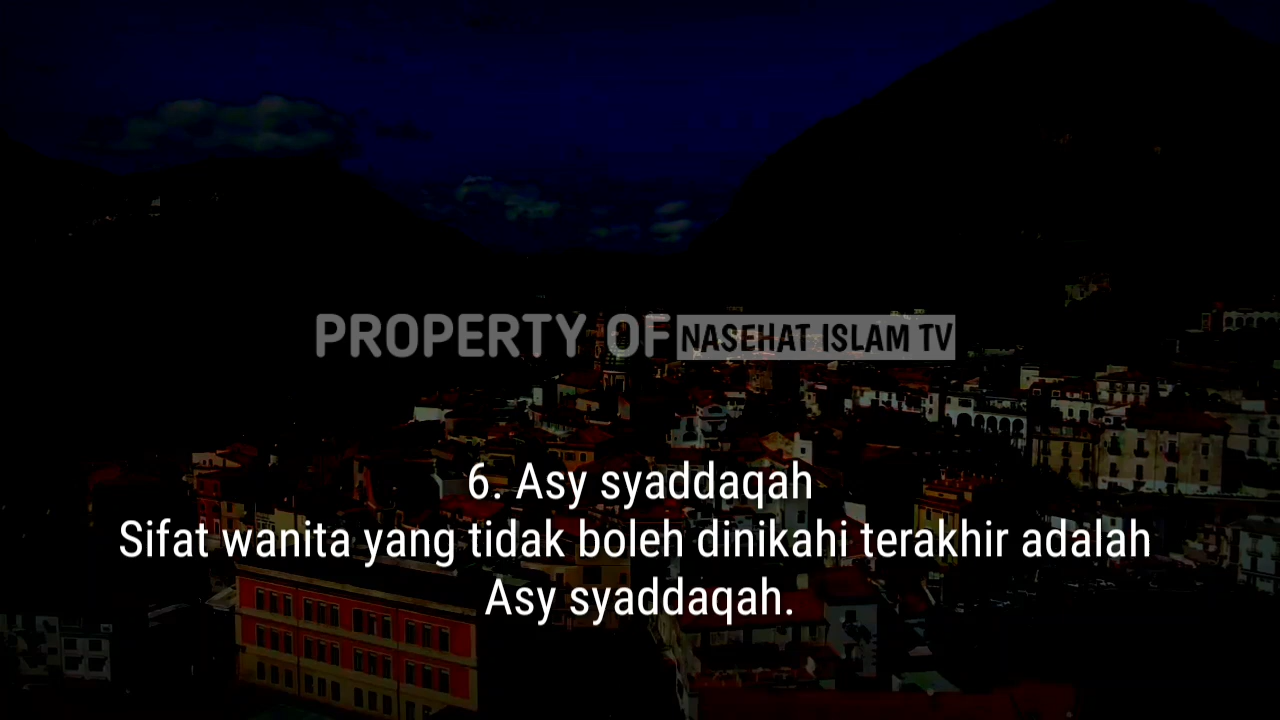 PROPERTY OF NASEHAT ISLAM TV
6. Asy syaddaqah
Sifat wanita yang tidak boleh dinikahi terakhir adalah
Asy syaddaqah.